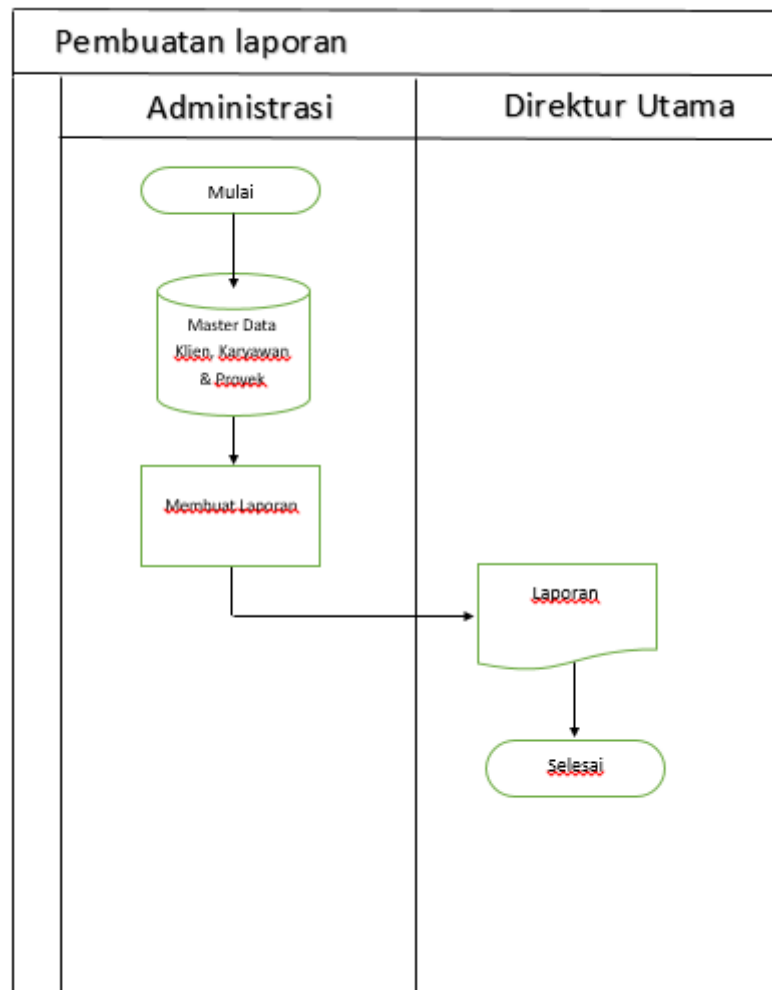 Pembuatan laporan
Administrasi
Direktur Utama
Mulai
Master Data
Klien, Karyawan
& Proyek
Membuat Laporan
Laporan
Selesai